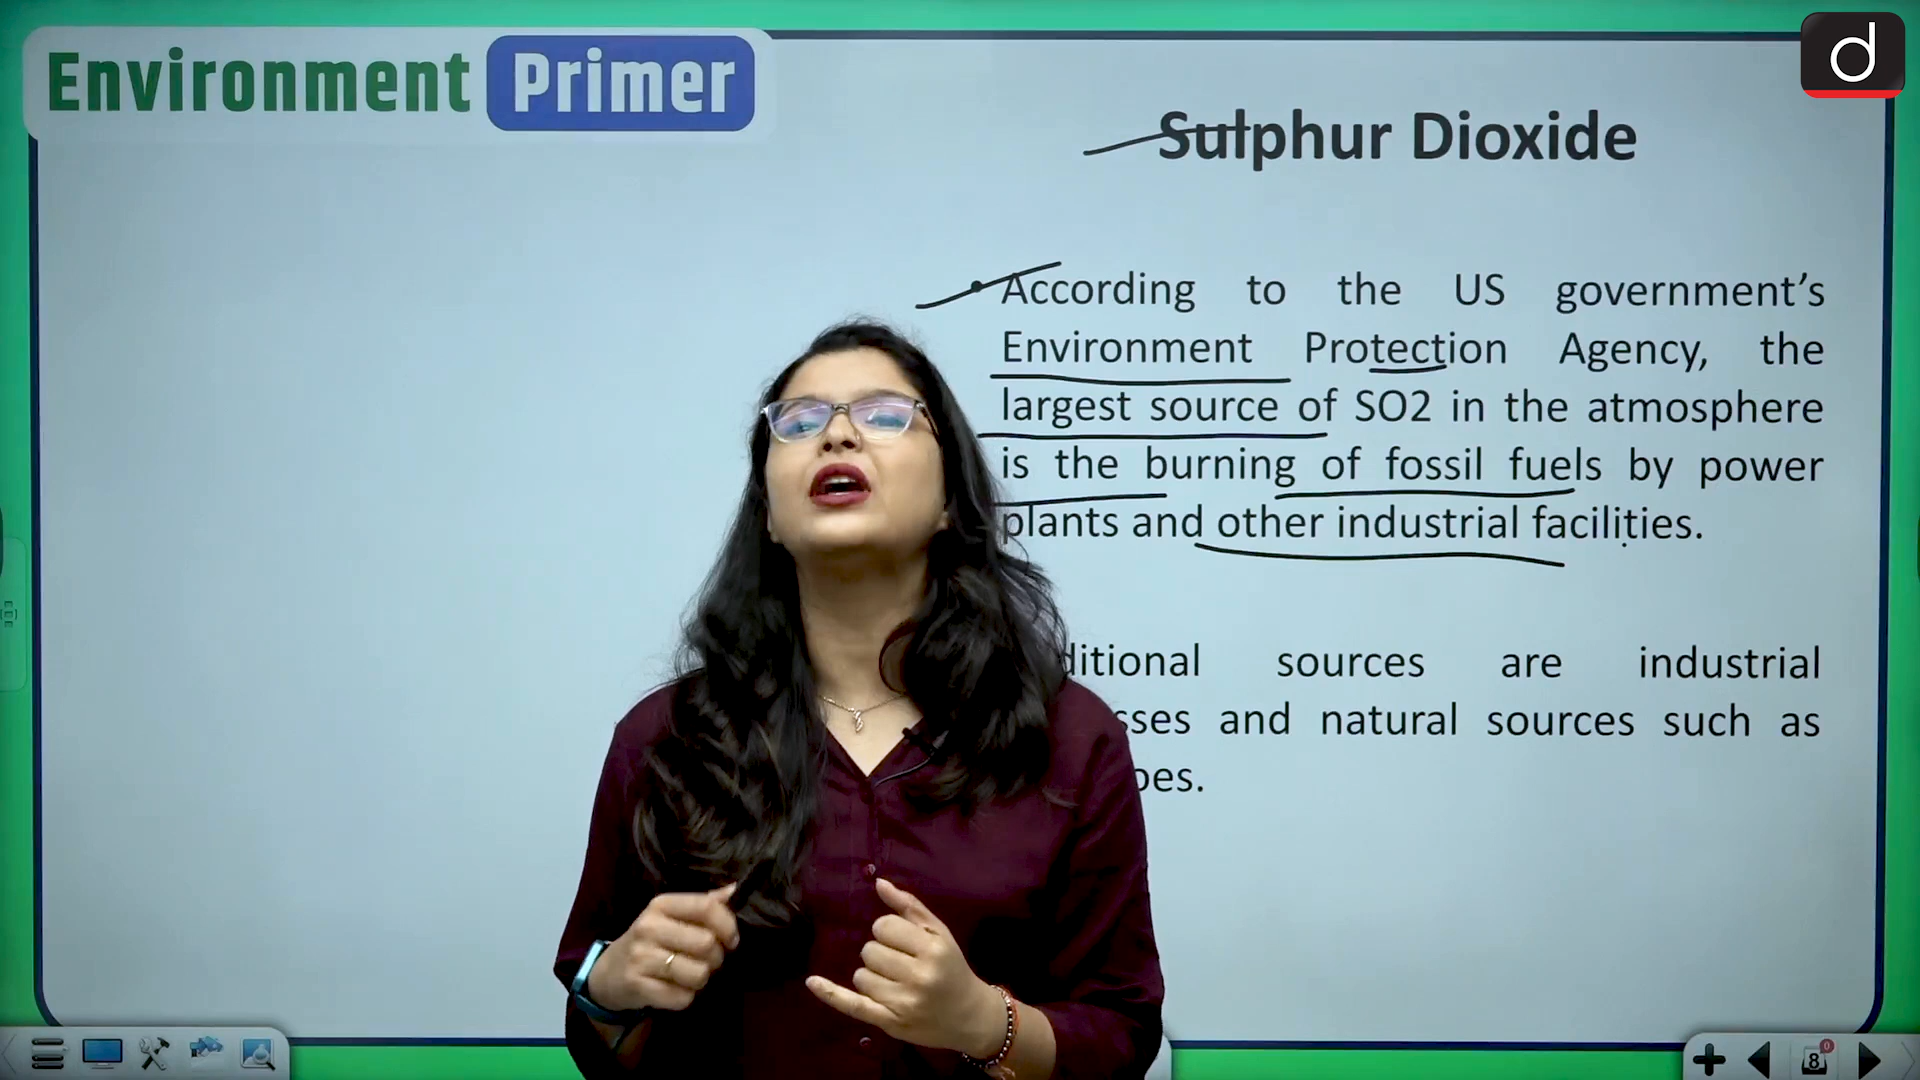 Environment Primer
d
Sulphur Dioxide
• According to the US government’s
Environment Protection Agency, the
largest source of SO2 in the atmosphere
is the burning of fossil fuels by power
plants and other industrial facilities.
sources are industrial
and natural sources such as
8
0